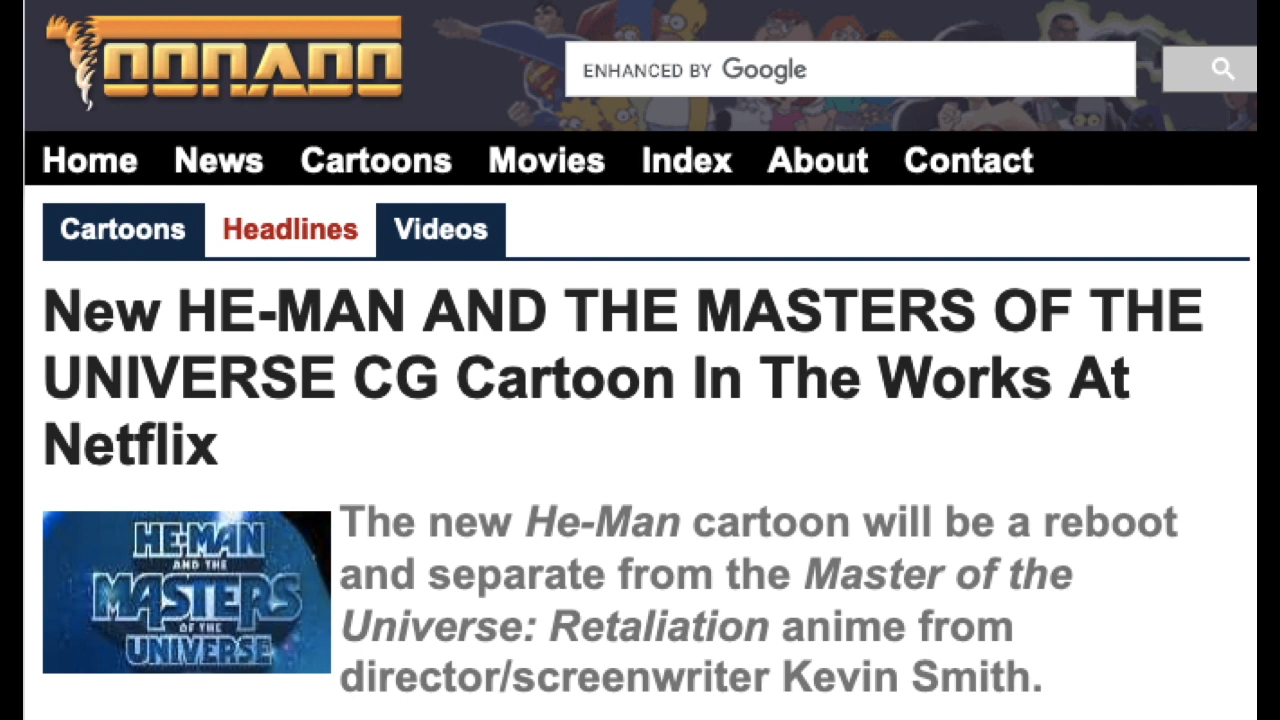 TOONADO
ENHANCED BY Google
Home News Cartoons Movies Index About Contact
Cartoons Headlines Videos
New HE-MAN AND THE MASTERS OF THE
UNIVERSE CG Cartoon In The Works At
Netflix
HE-MAN
AND THE
MASTERS
OF THE
UNIVERSE
The new He-Man cartoon will be a reboot
and separate from the Master of the
Universe: Retaliation anime from
director/screenwriter Kevin Smith.